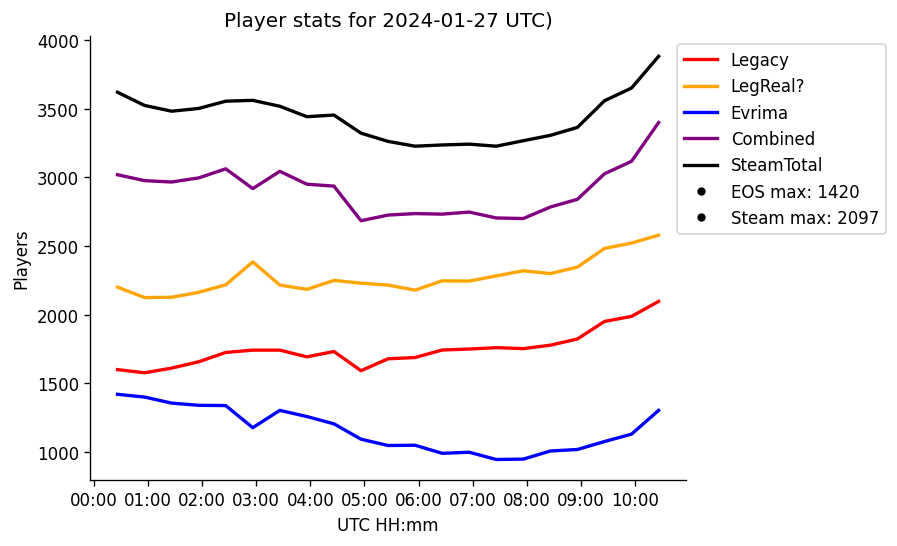 Player stats for 2024-01-27 UTC)
4000
3500
3000
2500
2000
1500
1000
Players
00:00 01:00 02:00 03:00 04:00 05:00 06:00 07:00 08:00 09:00 10:00
UTC HH:mm
Legacy
LegReal?
Evrima
Combined
SteamTotal
EOS max: 1420
Steam max: 2097